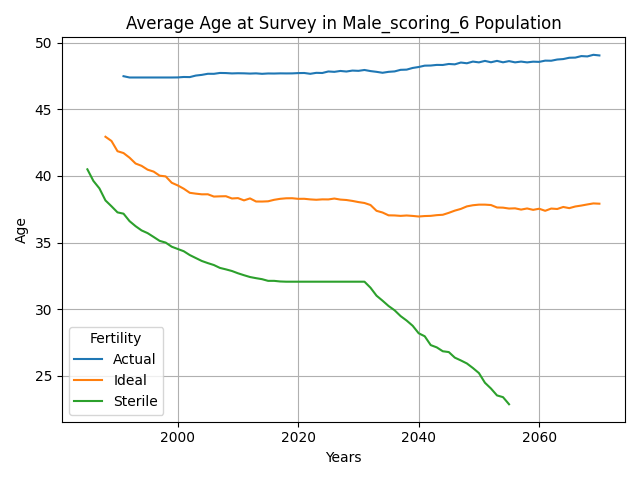 Average Age at Survey in Male_scoring_6 Population
50
45
40
35
30
25
Age
Fertility
Actual
Ideal
Sterile
2000
2020
2040
2060
Years